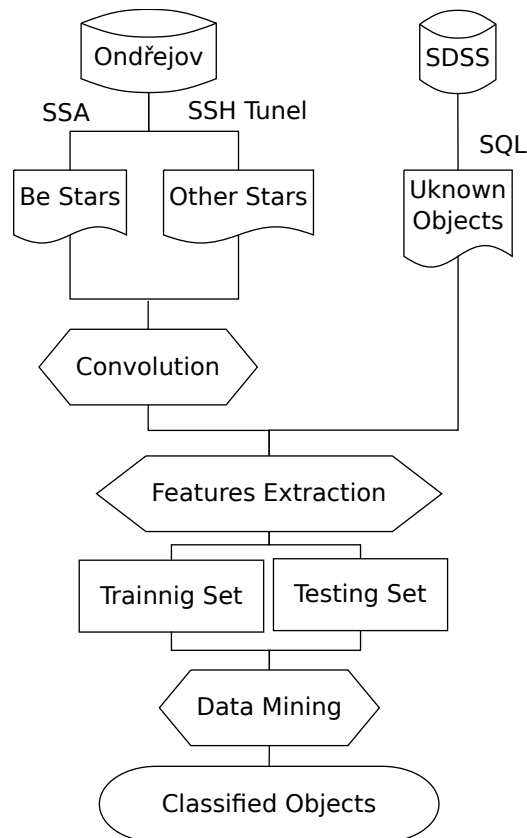 Ondřejov
SDSS
SSA
SSH Tunel
SQL
Be Stars
Other Stars
Uknown
Objects
Convolution
Features Extraction
Trainnig Set
Testing Set
Data Mining
Classified Objects